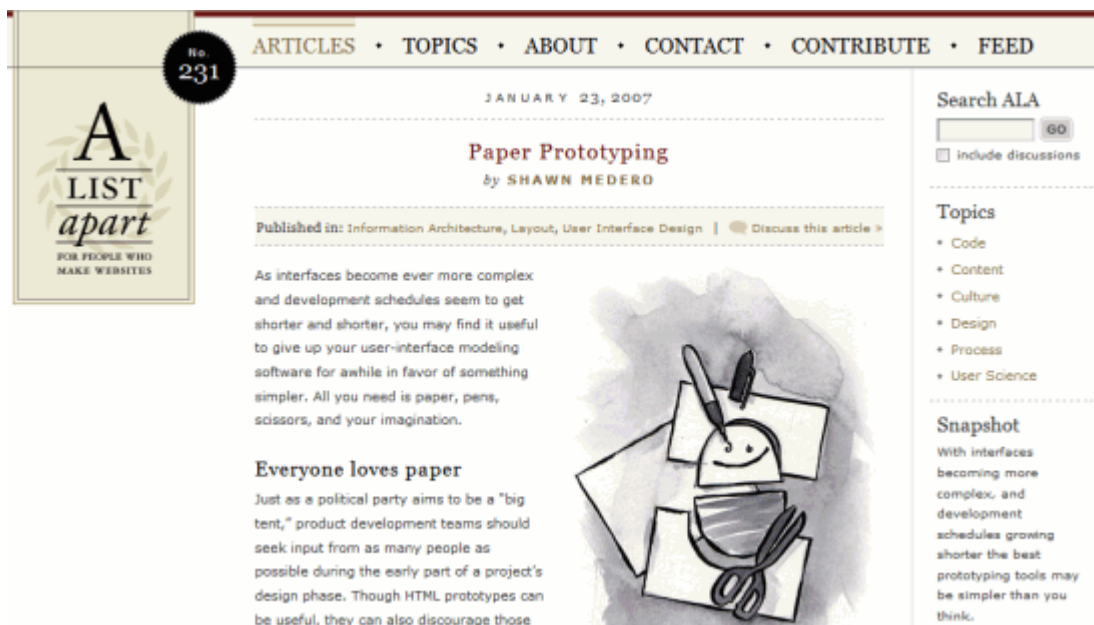 ARTICLES • TOPICS • ABOUT • CONTACT • CONTRIBUTE • FEED
No.
231
A
LIST
apart
FOR PEOPLE WHO
MAKE WEBSITES
JANUARY 23, 2007
Paper Prototyping
by SHAWN MEDERO
Published in: Information Architecture, Layout, User Interface Design | Discuss this article »
As interfaces become ever more complex
and development schedules seem to get
shorter and shorter, you may find it useful
to give up your user-interface modeling
software for awhile in favor of something
simpler. All you need is paper, pens,
scissors, and your imagination.
Everyone loves paper
Just as a political party aims to be a "big
tent," product development teams should
seek input from as many people as
possible during the early part of a project's
design phase. Though HTML prototypes can
be useful, they can also discourage those
Search ALA
GO
include discussions
Topics
• Code
• Content
• Culture
• Design
• Process
• User Science
Snapshot
With interfaces
becoming more
complex, and
development
schedules growing
shorter the best
prototyping tools may
be simpler than you
think.